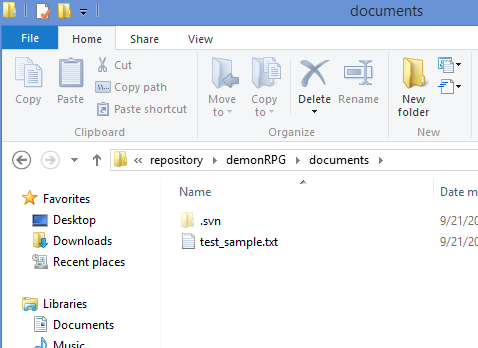 documents
File Home Share View
Copy Paste Cut Copy path Paste shortcut Move to Copy to Delete Rename New folder
Clipboard Organize New
« repository demonRPG documents
Name Date m
Favorites
Desktop
Downloads
Recent places
Libraries
Documents
Music
.svn 9/21/20
test_sample.txt 9/21/20